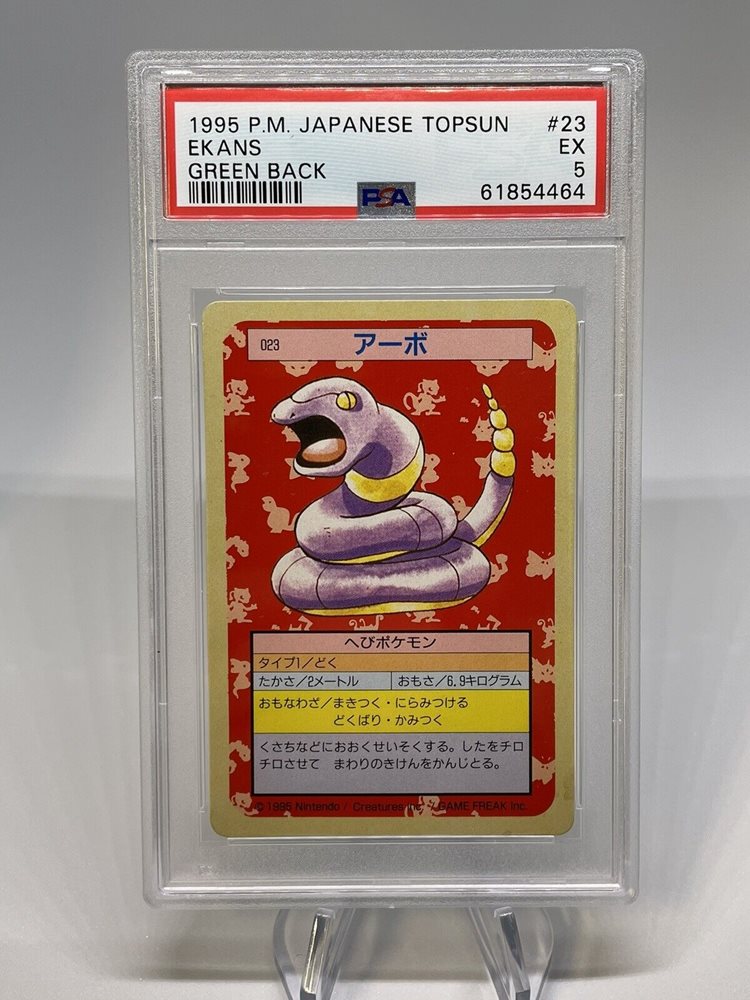 1995 P.M. JAPANESE TOPSUN #23
EKANS EX
GREEN BACK 5
PSA 61854464
023 アーボ
へびポケモン
タイプ1/どく
たかさ/2メートル おもさ/6.9キログラム
おもなわざ/まきつく・にらみつける
どくばり・かみつく
くさちなどにおおくせいそくする。したをチロ
チロさせて まわりのきけんをかんじとる。
© 1995 Nintendo / Creatures inc. / GAME FREAK inc.